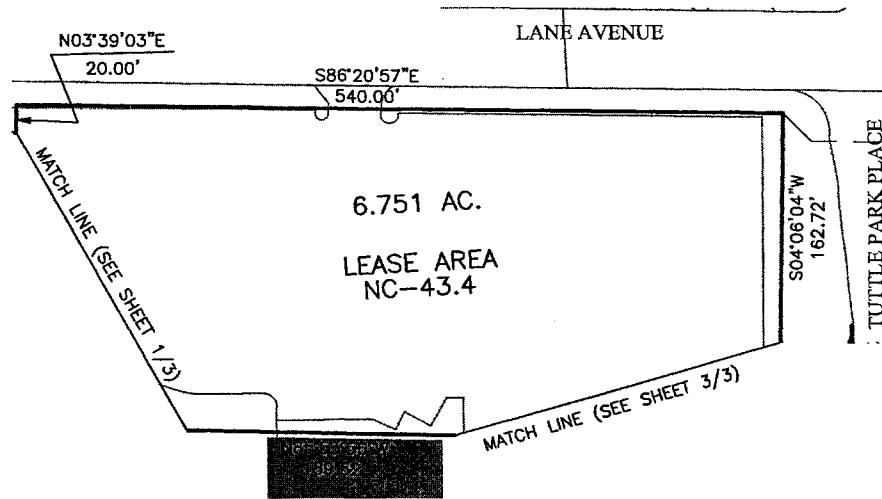 LANE AVENUE
N03°39'03"E
20.00'
S86°20'57"E
540.00'
TUTTLE PARK PLACE
S04°06'04"W
162.72'
MATCH LINE (SEE SHEET 1/3)
6.751 AC.
LEASE AREA
NC-43.4
MATCH LINE (SEE SHEET 3/3)